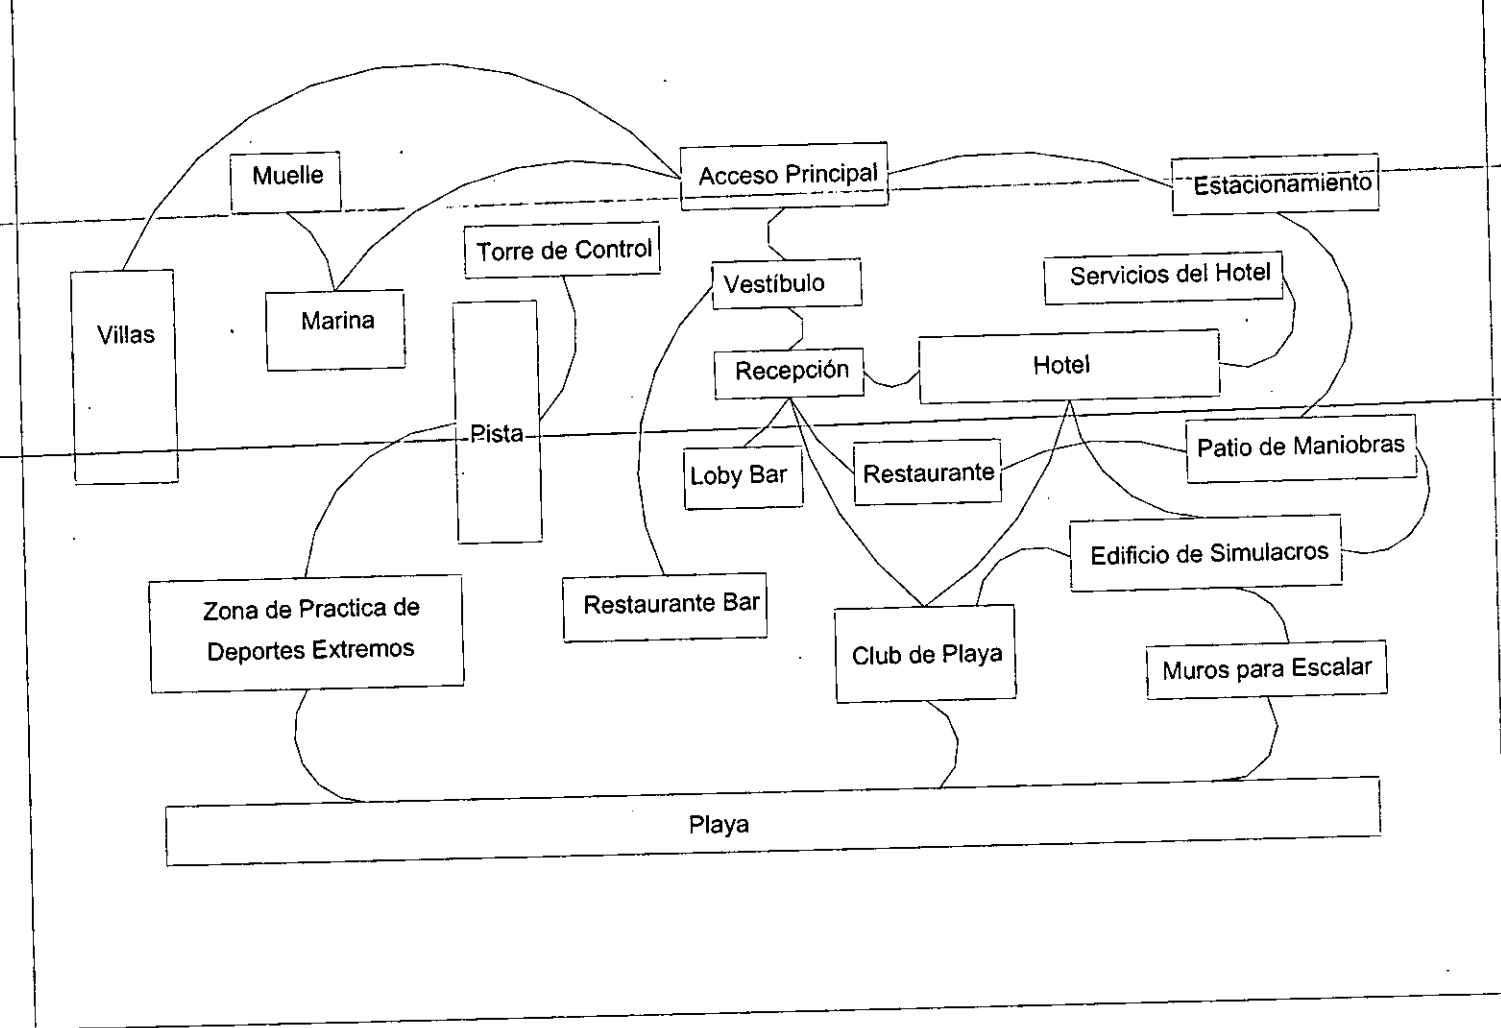 Muelle
Acceso Principal
Estacionamiento
Torre de Control
Vestíbulo
Servicios del Hotel
Villas
Marina
Recepción
Hotel
Pista
Loby Bar
Restaurante
Patio de Maniobras
Edificio de Simulacros
Zona de Practica de
Deportes Extremos
Restaurante Bar
Club de Playa
Muros para Escalar
Playa